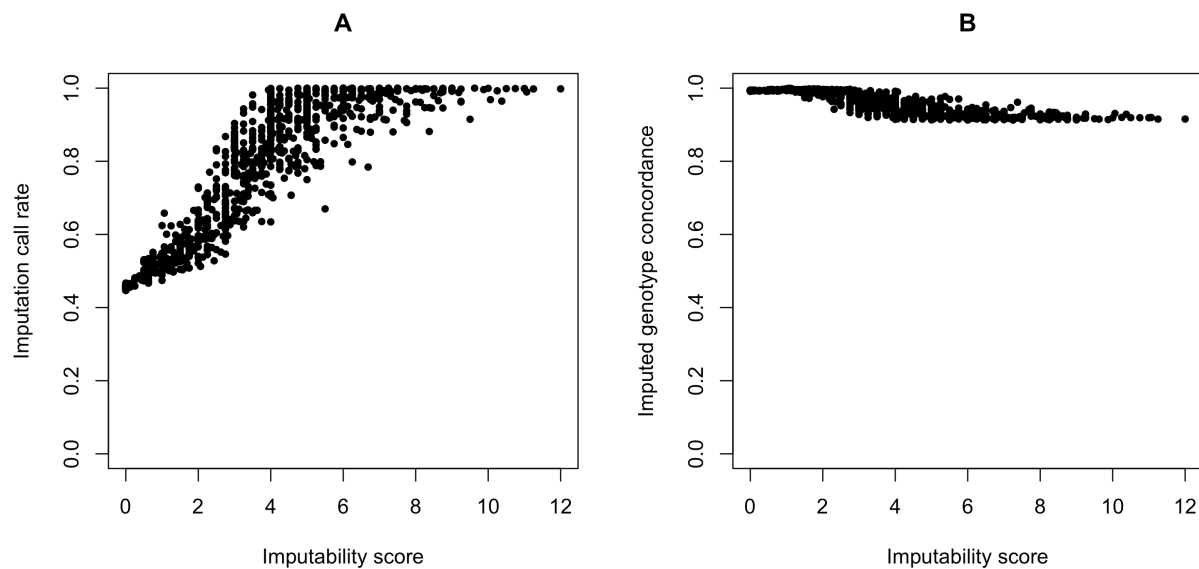 A
Imputation call rate
1.0
0.8
0.6
0.4
0.2
0.0
0 2 4 6 8 10 12
Imputability score
B
Imputed genotype concordance
1.0
0.8
0.6
0.4
0.2
0.0
0 2 4 6 8 10 12
Imputability score